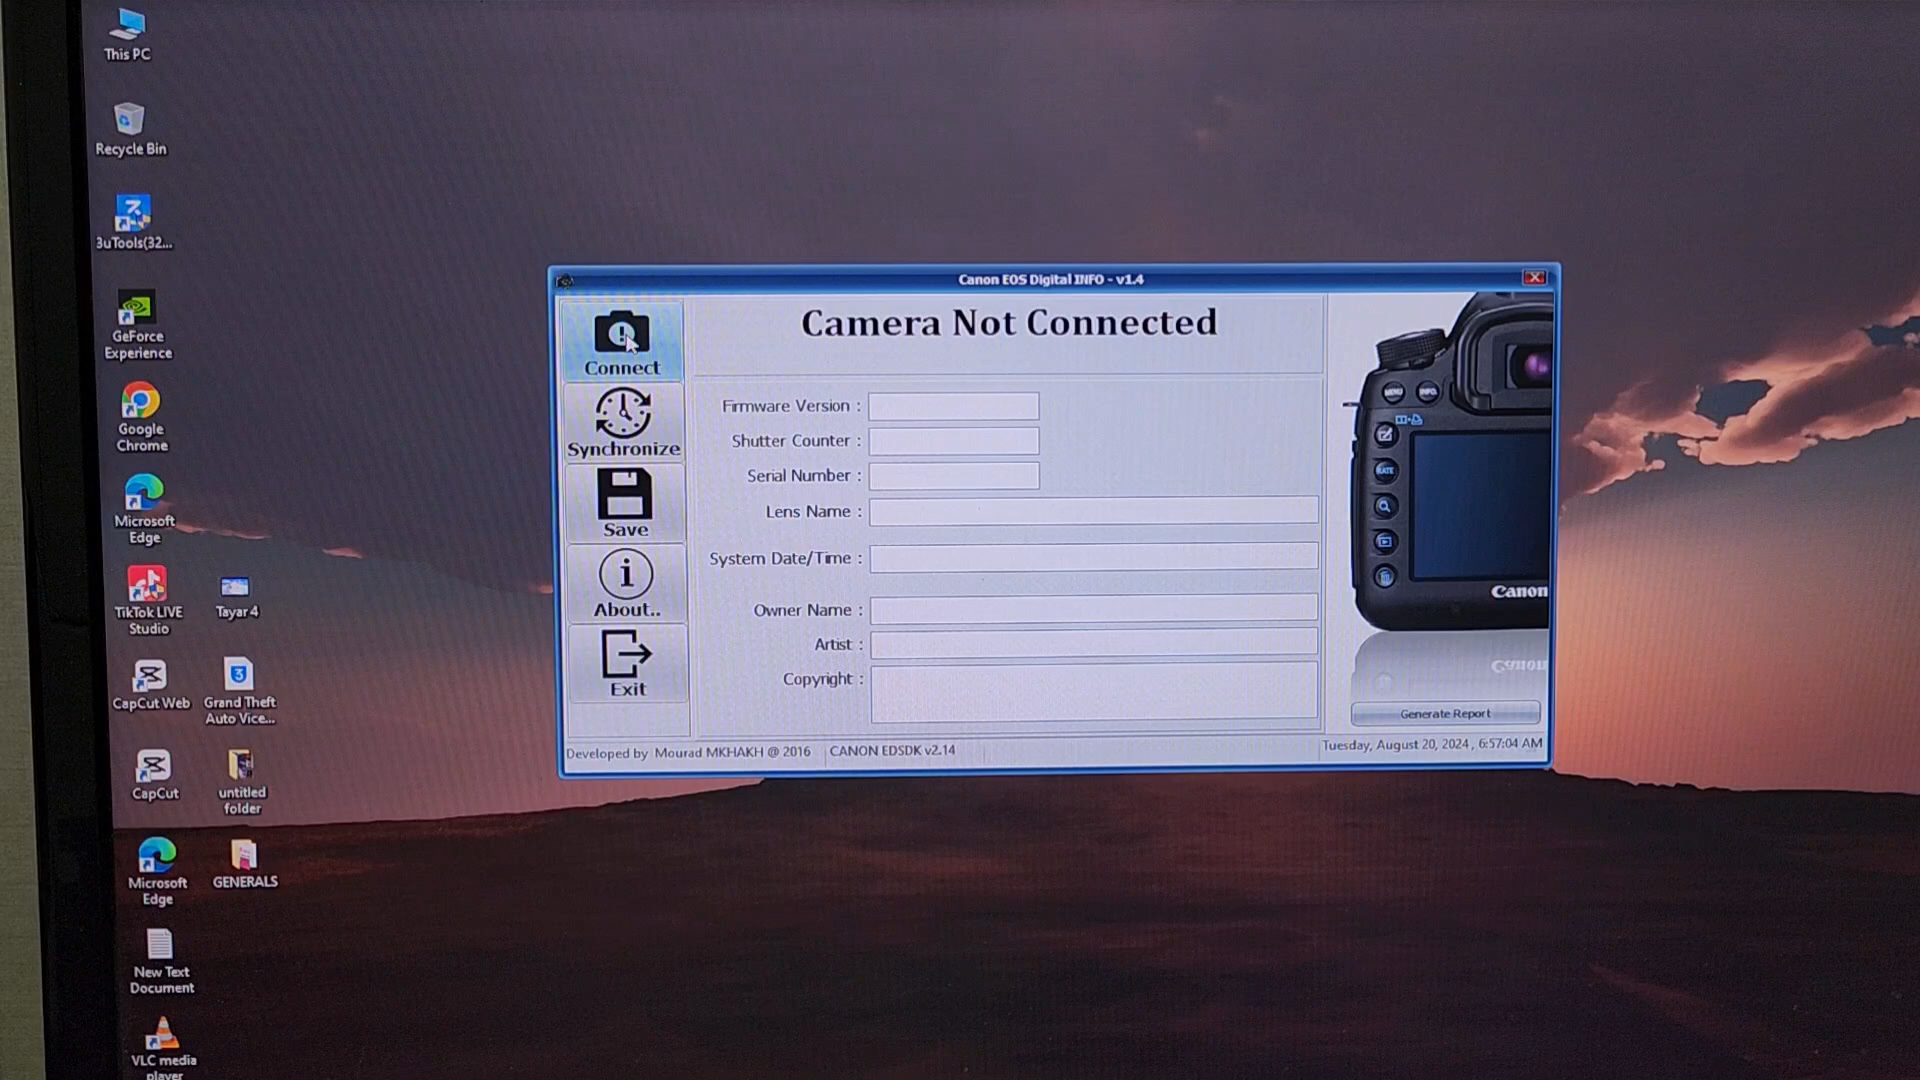 This PC
Recycle Bin
3uTools(32...
GeForce
Experience
Google
Chrome
Microsoft
Edge
TikTok LIVE
Studio
Tayar 4
CapCut Web
Grand Theft
Auto Vice...
CapCut
untitled
folder
Microsoft
Edge
GENERALS
New Text
Document
VLC media
player
Canon EOS Digital INFO - v1.4
Connect
Synchronize
Save
About..
Exit
Camera Not Connected
Firmware Version :
Shutter Counter :
Serial Number :
Lens Name :
System Date/Time :
Owner Name :
Artist :
Copyright :
MENU
INFO
RATE
Canon
Generate Report
Developed by Mourad MKHAKH @ 2016
CANON EDSDK v2.14
Tuesday, August 20, 2024 , 6:57:04 AM